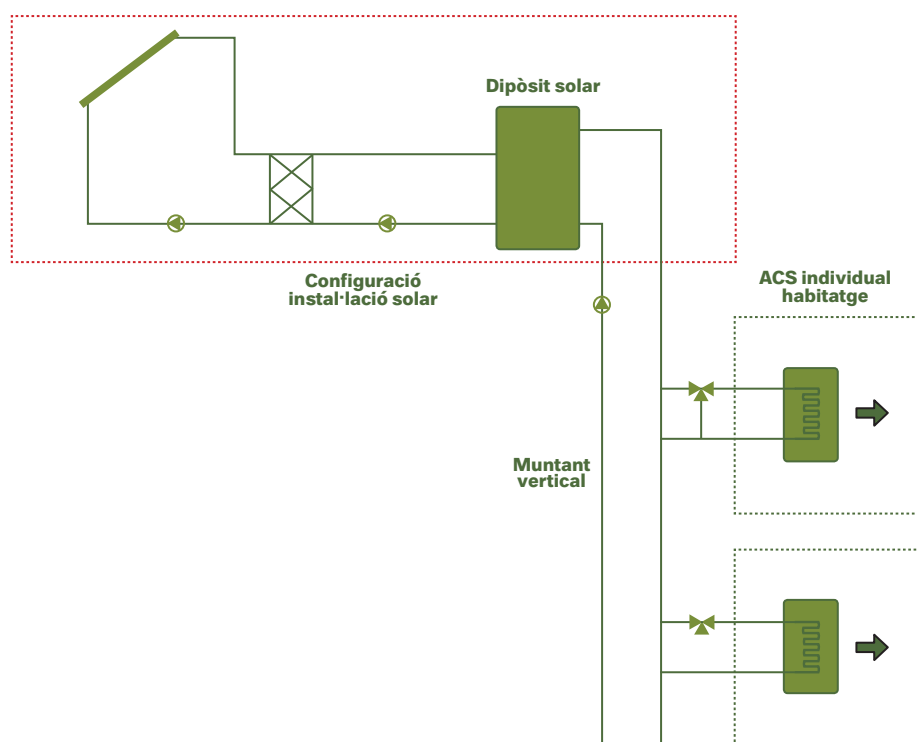 Dipòsit solar
Configuració
instal·lació solar
ACS individual
habitatge
Muntant
vertical